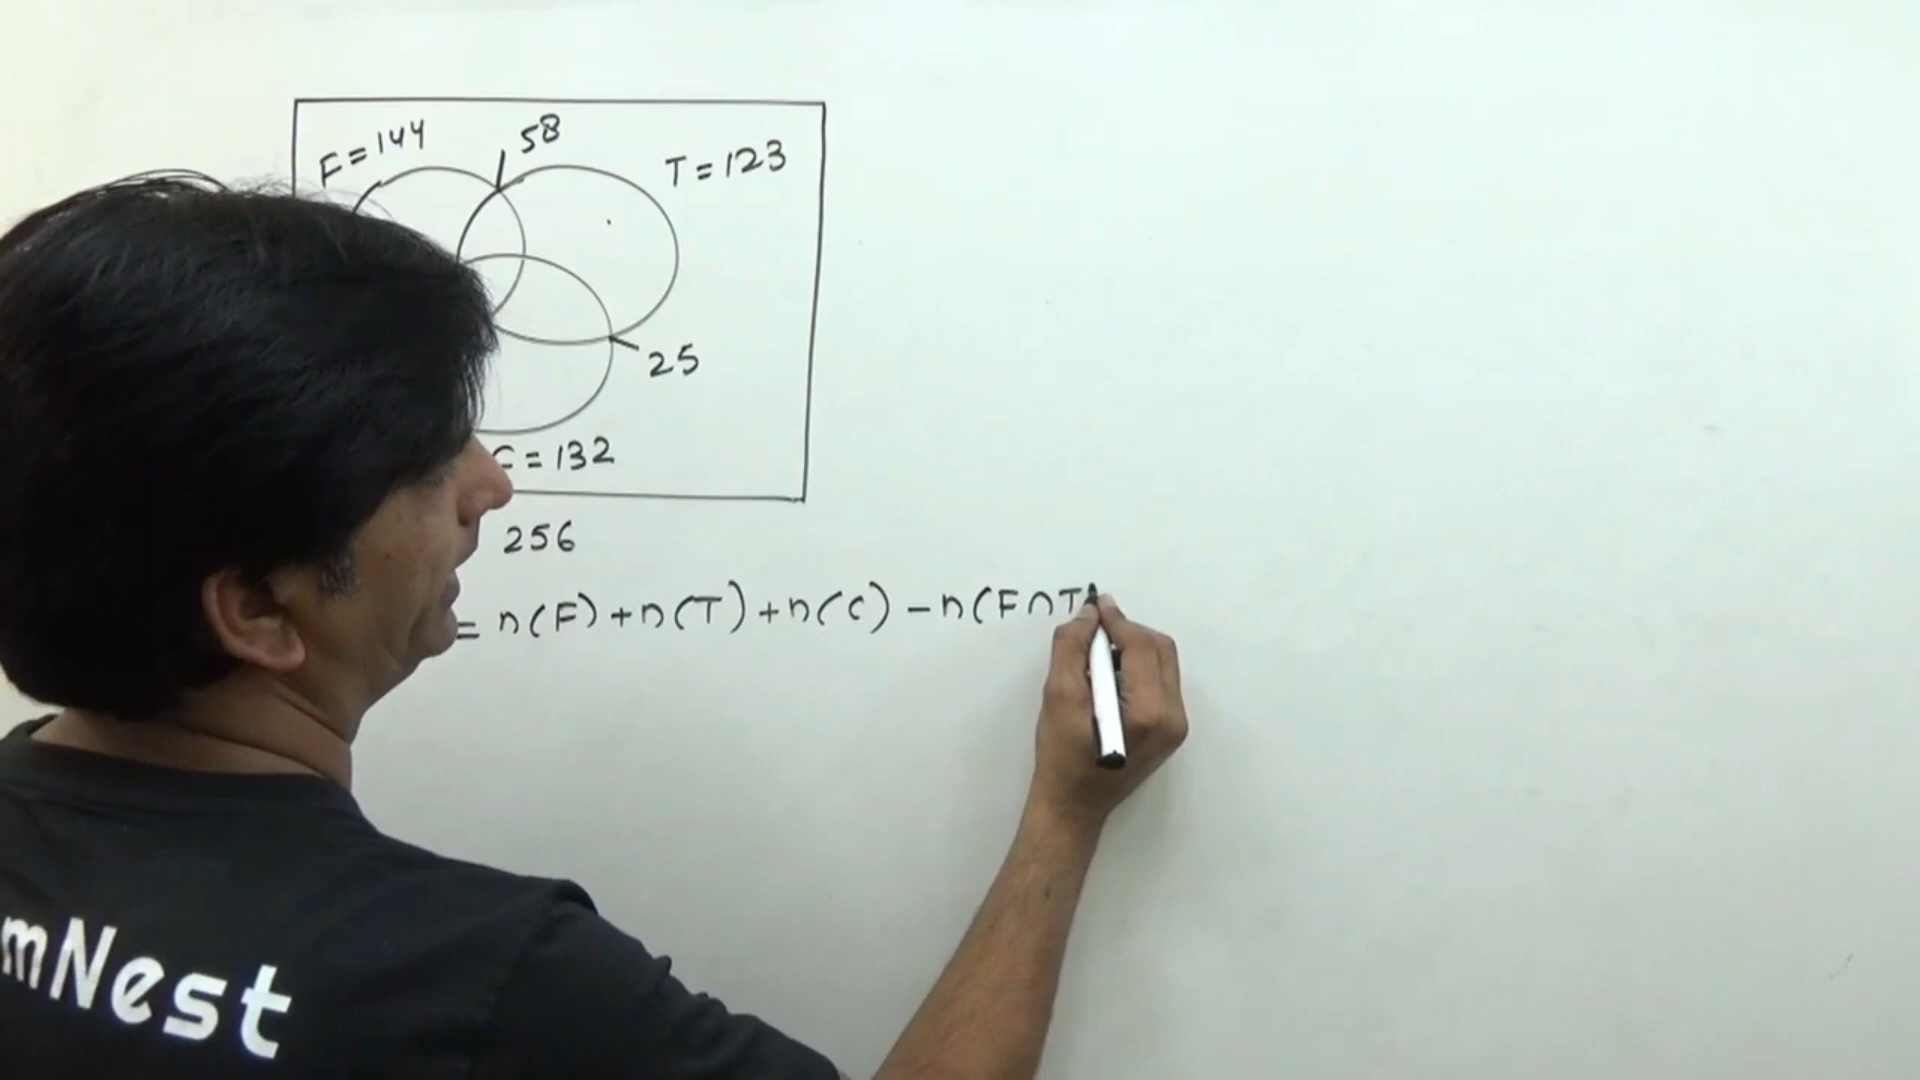 F = 144
58
T = 123
25
C = 132
256
= n(F) + n(T) + n(C) - n(F∩T)
mNest